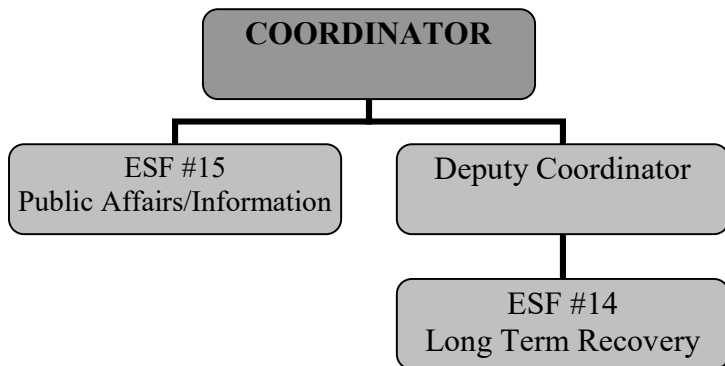 COORDINATOR
ESF #15
Public Affairs/Information
Deputy Coordinator
ESF #14
Long Term Recovery